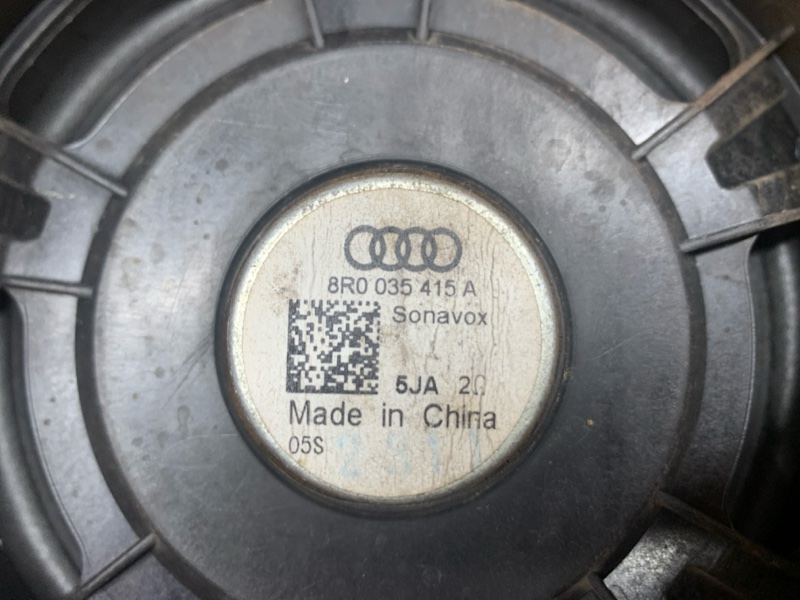 8R0 035 415 A
Sonavox
5JA 2Ω
Made in China
05S